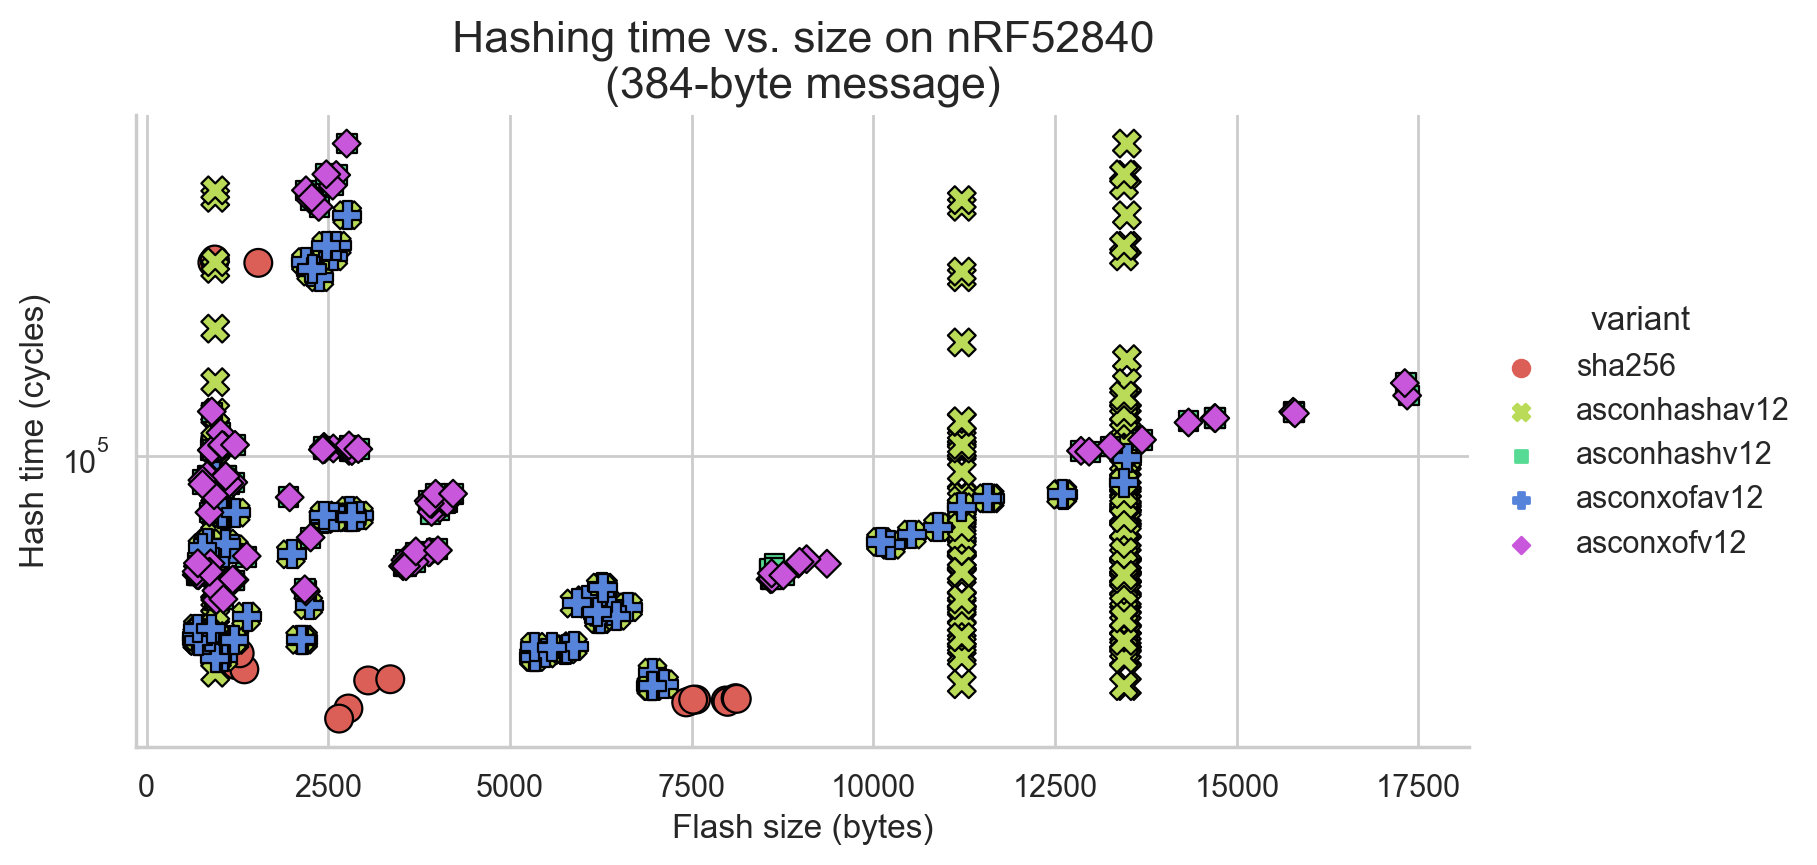 Hashing time vs. size on nRF52840
(384-byte message)
Hash time (cycles)
10^5
0 2500 5000 7500 10000 12500 15000 17500
Flash size (bytes)
variant
sha256
asconhashav12
asconhashv12
asconxofav12
asconxofv12